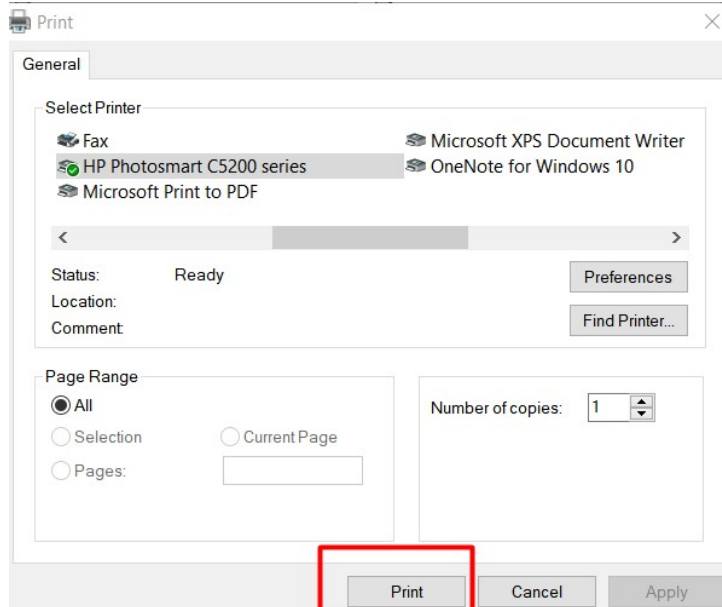 Print
General
Select Printer
Fax
Microsoft XPS Document Writer
HP Photosmart C5200 series
OneNote for Windows 10
Microsoft Print to PDF
Status: Ready
Preferences
Location:
Comment:
Find Printer...
Page Range
All
Number of copies: 1
Selection
Current Page
Pages:
Print
Cancel
Apply